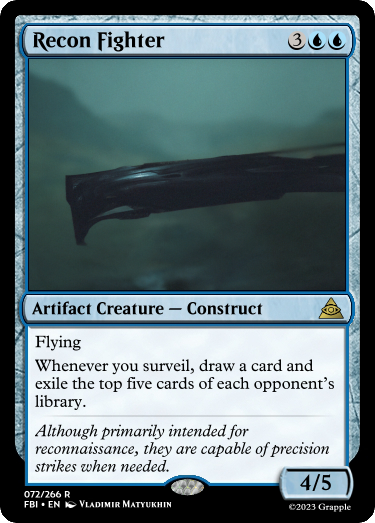 Recon Fighter 3
Artifact Creature — Construct
Flying
Whenever you surveil, draw a card and
exile the top five cards of each opponent's
library.
Although primarily intended for
reconnaissance, they are capable of precision
strikes when needed.
4/5
072/266 R
FBI • EN Vladimir Matyukhin
©2023 Grapple